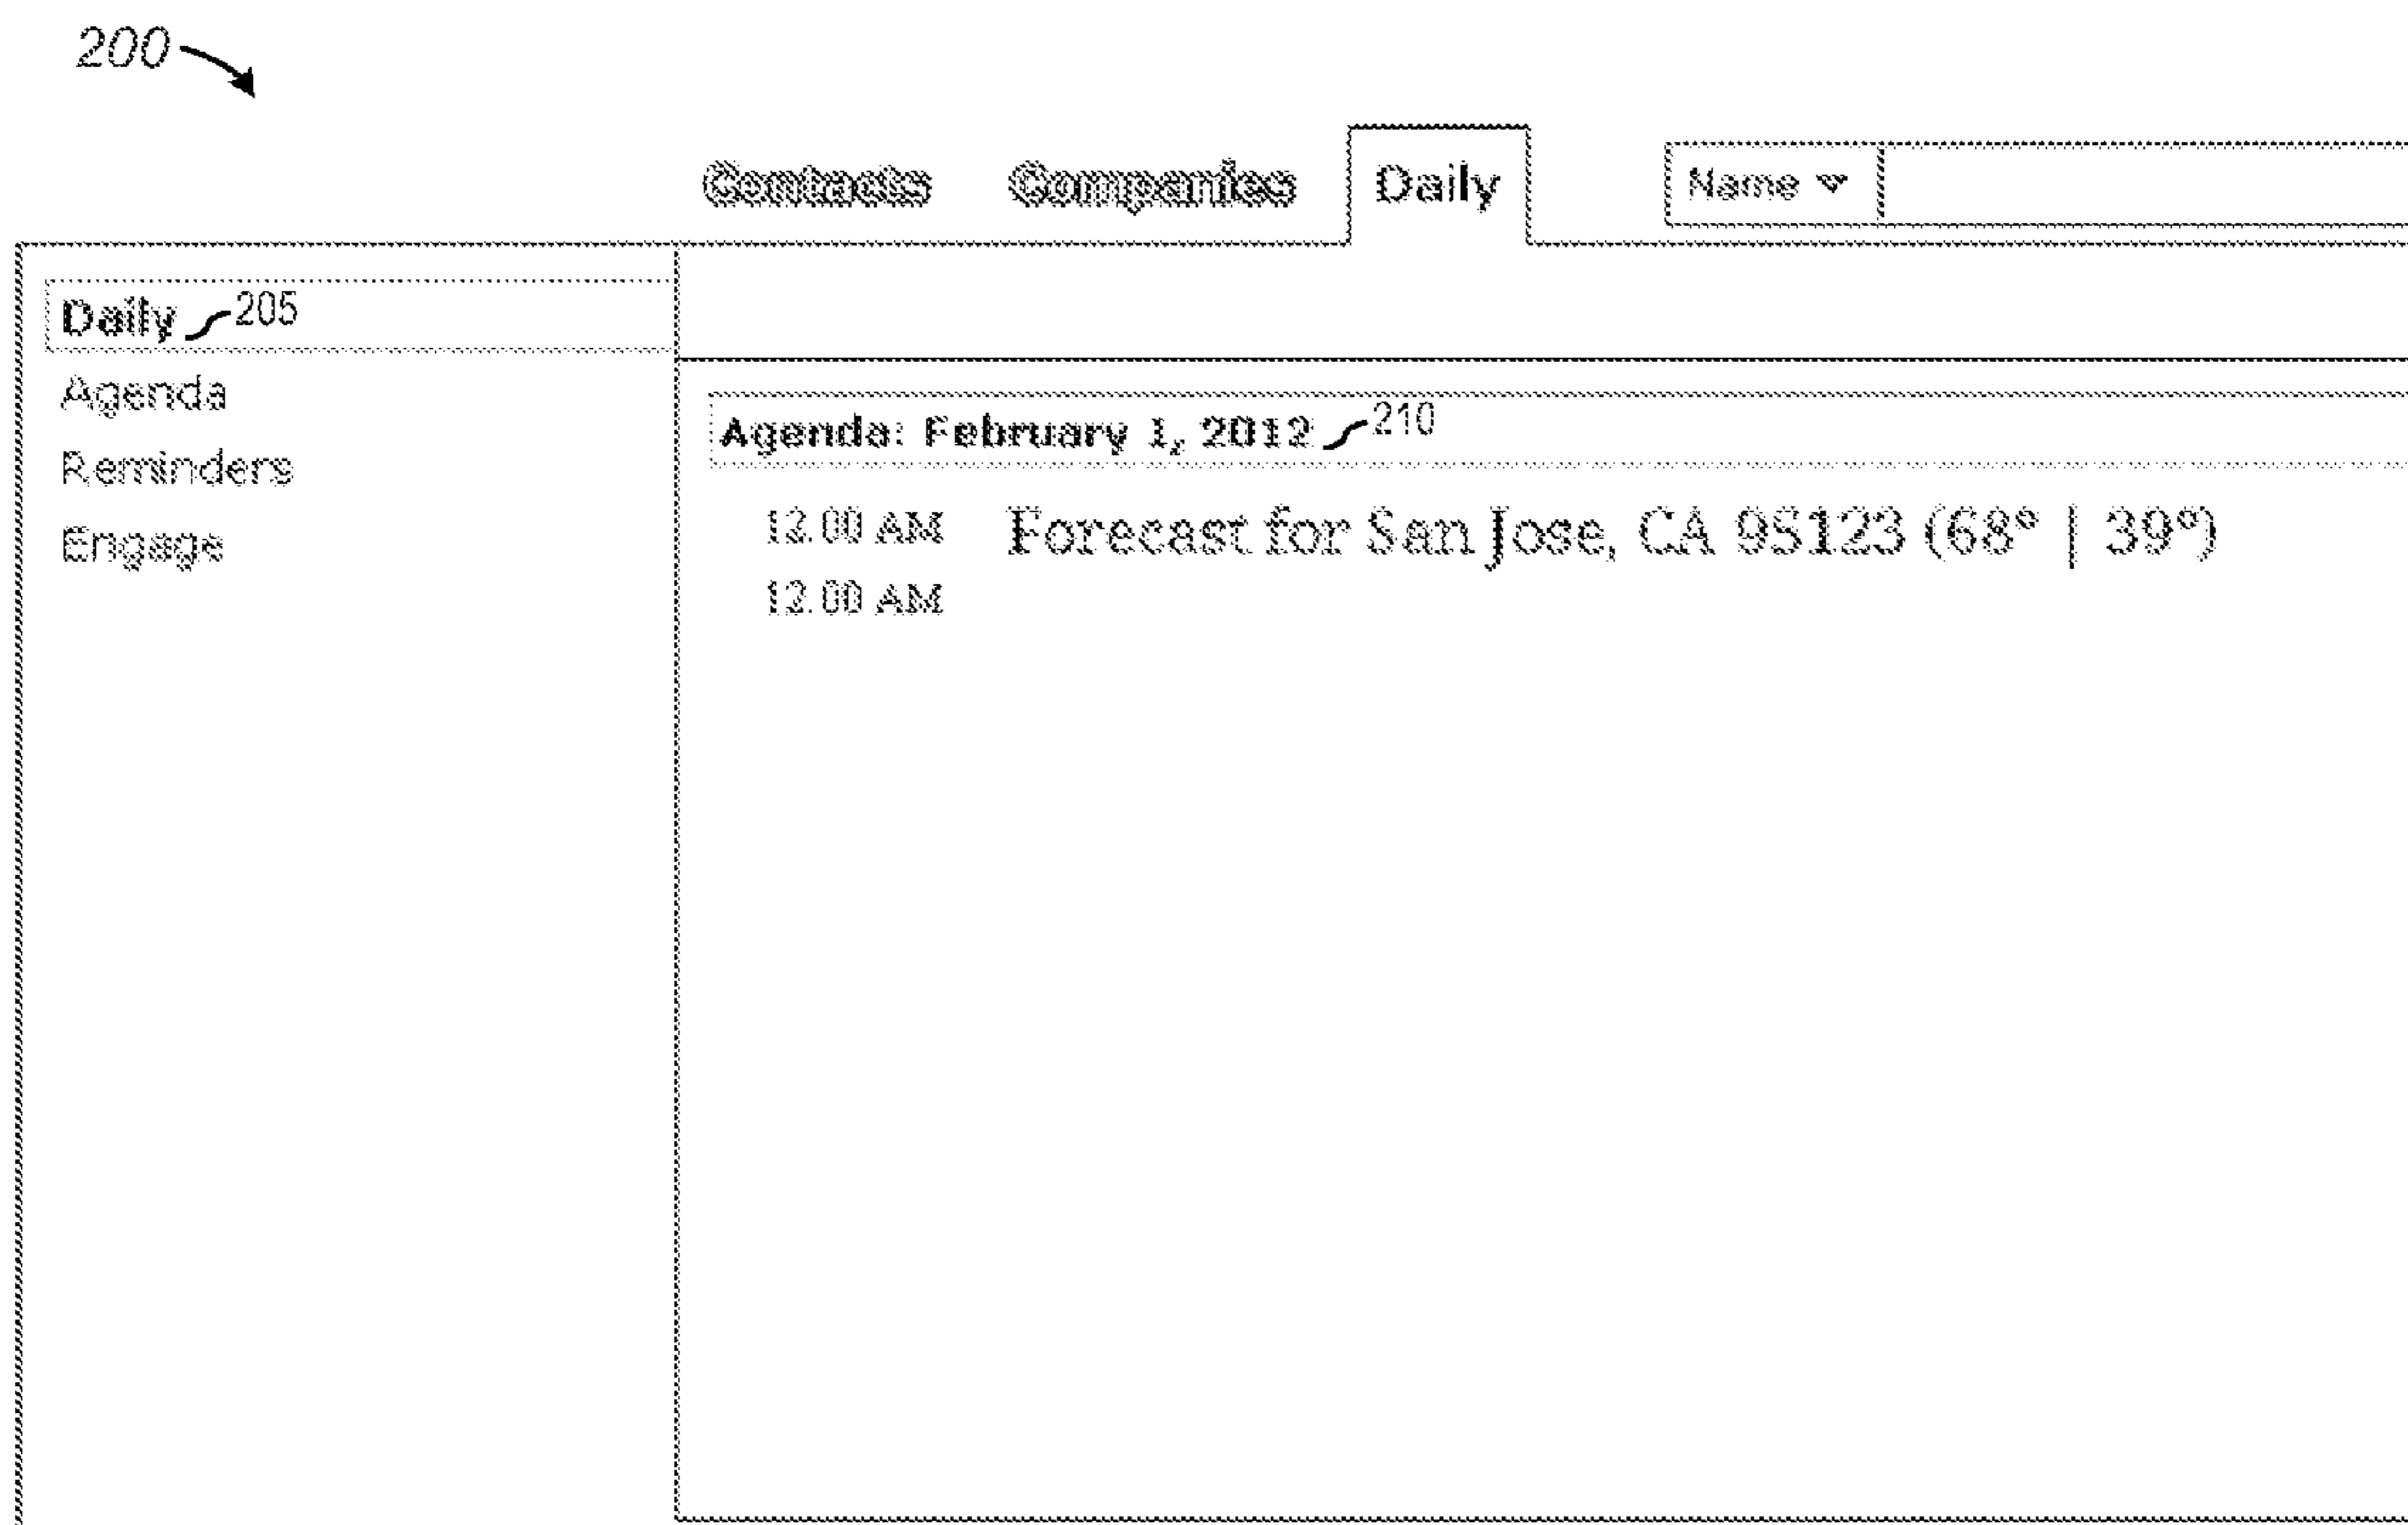 200
Contacts Companies Daily Name
Daily 205
Agenda
Reminders
Engage
Agenda: February 1, 2012 210
12.00 AM Forecast for San Jose, CA 95123 (68° | 39°)
12.00 AM